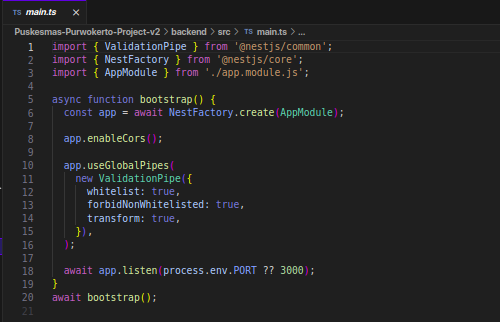 TS main.ts ×
Puskesmas-Purwokerto-Project-v2 > backend > src > TS main.ts > ...
1 import { ValidationPipe } from '@nestjs/common';
2 import { NestFactory } from '@nestjs/core';
3 import { AppModule } from './app.module.js';
4
5 async function bootstrap() {
6 const app = await NestFactory.create(AppModule);
7
8 app.enableCors();
9
10 app.useGlobalPipes(
11 new ValidationPipe({
12 whitelist: true,
13 forbidNonWhitelisted: true,
14 transform: true,
15 }),
16 );
17
18 await app.listen(process.env.PORT ?? 3000);
19 }
20 await bootstrap();
21